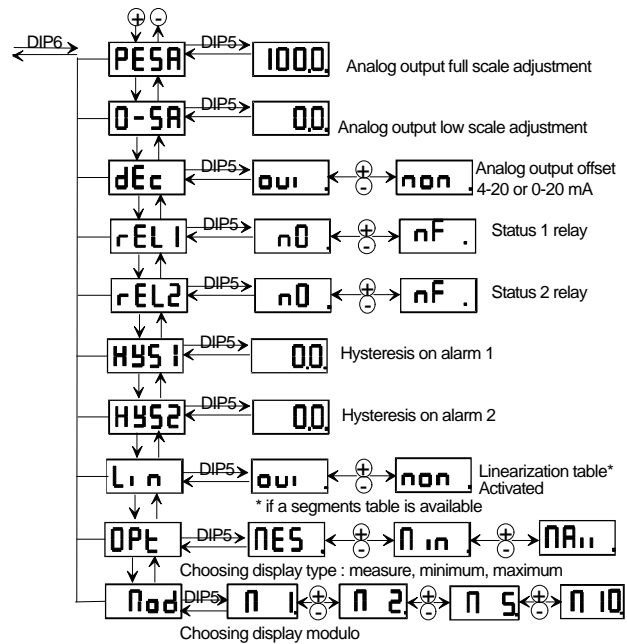 + -
DIP6
PESA DIP5 100.0. Analog output full scale adjustment
0-SA DIP5 0.0. Analog output low scale adjustment
dEc DIP5 oui . + - non . Analog output offset
4-20 or 0-20 mA
rEL1 DIP5 n0 . + - nF . Status 1 relay
rEL2 DIP5 n0 . + - nF . Status 2 relay
HYS1 DIP5 0.0. Hysteresis on alarm 1
HYS2 DIP5 0.0. Hysteresis on alarm 2
Lin DIP5 oui . + - non . Linearization table*
Activated
* if a segments table is available
OPt DIP5 MES . + - Min . + - MAii .
Choosing display type : measure, minimum, maximum
Mod DIP5 M 1. + - M 2. + - M 5. + - M 10.
Choosing display modulo